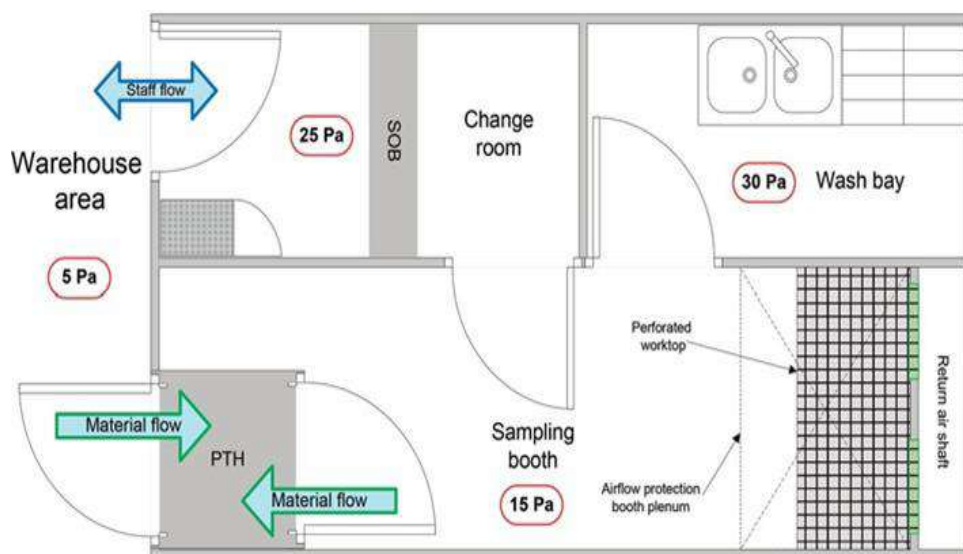 Staff flow
25 Pa
SOB
Change
room
30 Pa
Wash bay
Warehouse
area
5 Pa
Perforated
worktop
Return air shaft
Material flow
PTH
Material flow
Sampling
booth
15 Pa
Airflow protection
booth plenum